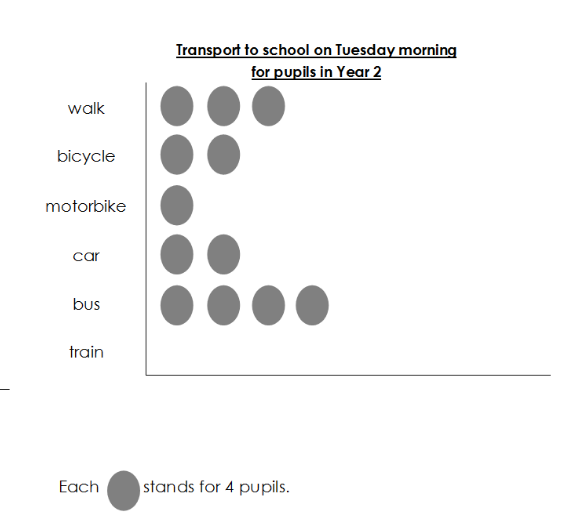 Transport to school on Tuesday morning
for pupils in Year 2
walk
bicycle
motorbike
car
bus
train
Each stands for 4 pupils.